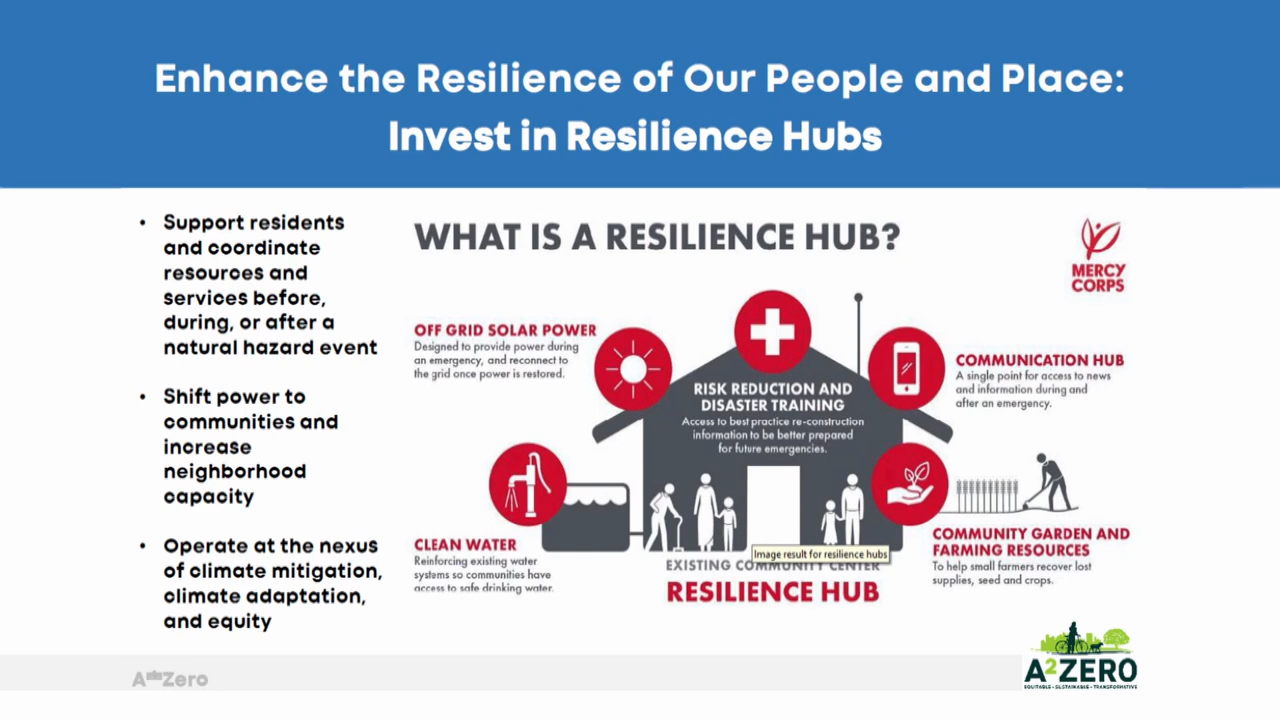 Enhance the Resilience of Our People and Place:
Invest in Resilience Hubs
• Support residents
and coordinate
resources and
services before,
during, or after a
natural hazard event
• Shift power to
communities and
increase
neighborhood
capacity
• Operate at the nexus
of climate mitigation,
climate adaptation,
and equity
WHAT IS A RESILIENCE HUB?
MERCY
CORPS
OFF GRID SOLAR POWER
Designed to provide power during
an emergency, and reconnect to
the grid once power is restored.
RISK REDUCTION AND
DISASTER TRAINING
Access to best practice re-construction
information to be better prepared
for future emergencies.
COMMUNICATION HUB
A single point for access to news
and information during and
after an emergency.
CLEAN WATER
Reinforcing existing water
systems so communities have
access to safe drinking water.
COMMUNITY GARDEN AND
FARMING RESOURCES
To help small farmers recover lost
supplies, seed and crops.
Image result for resilience hubs
EXISTING COMMUNITY CENTER
RESILIENCE HUB
A Zero
A2ZERO
EQUITABLE • SUSTAINABLE • TRANSFORMATIVE